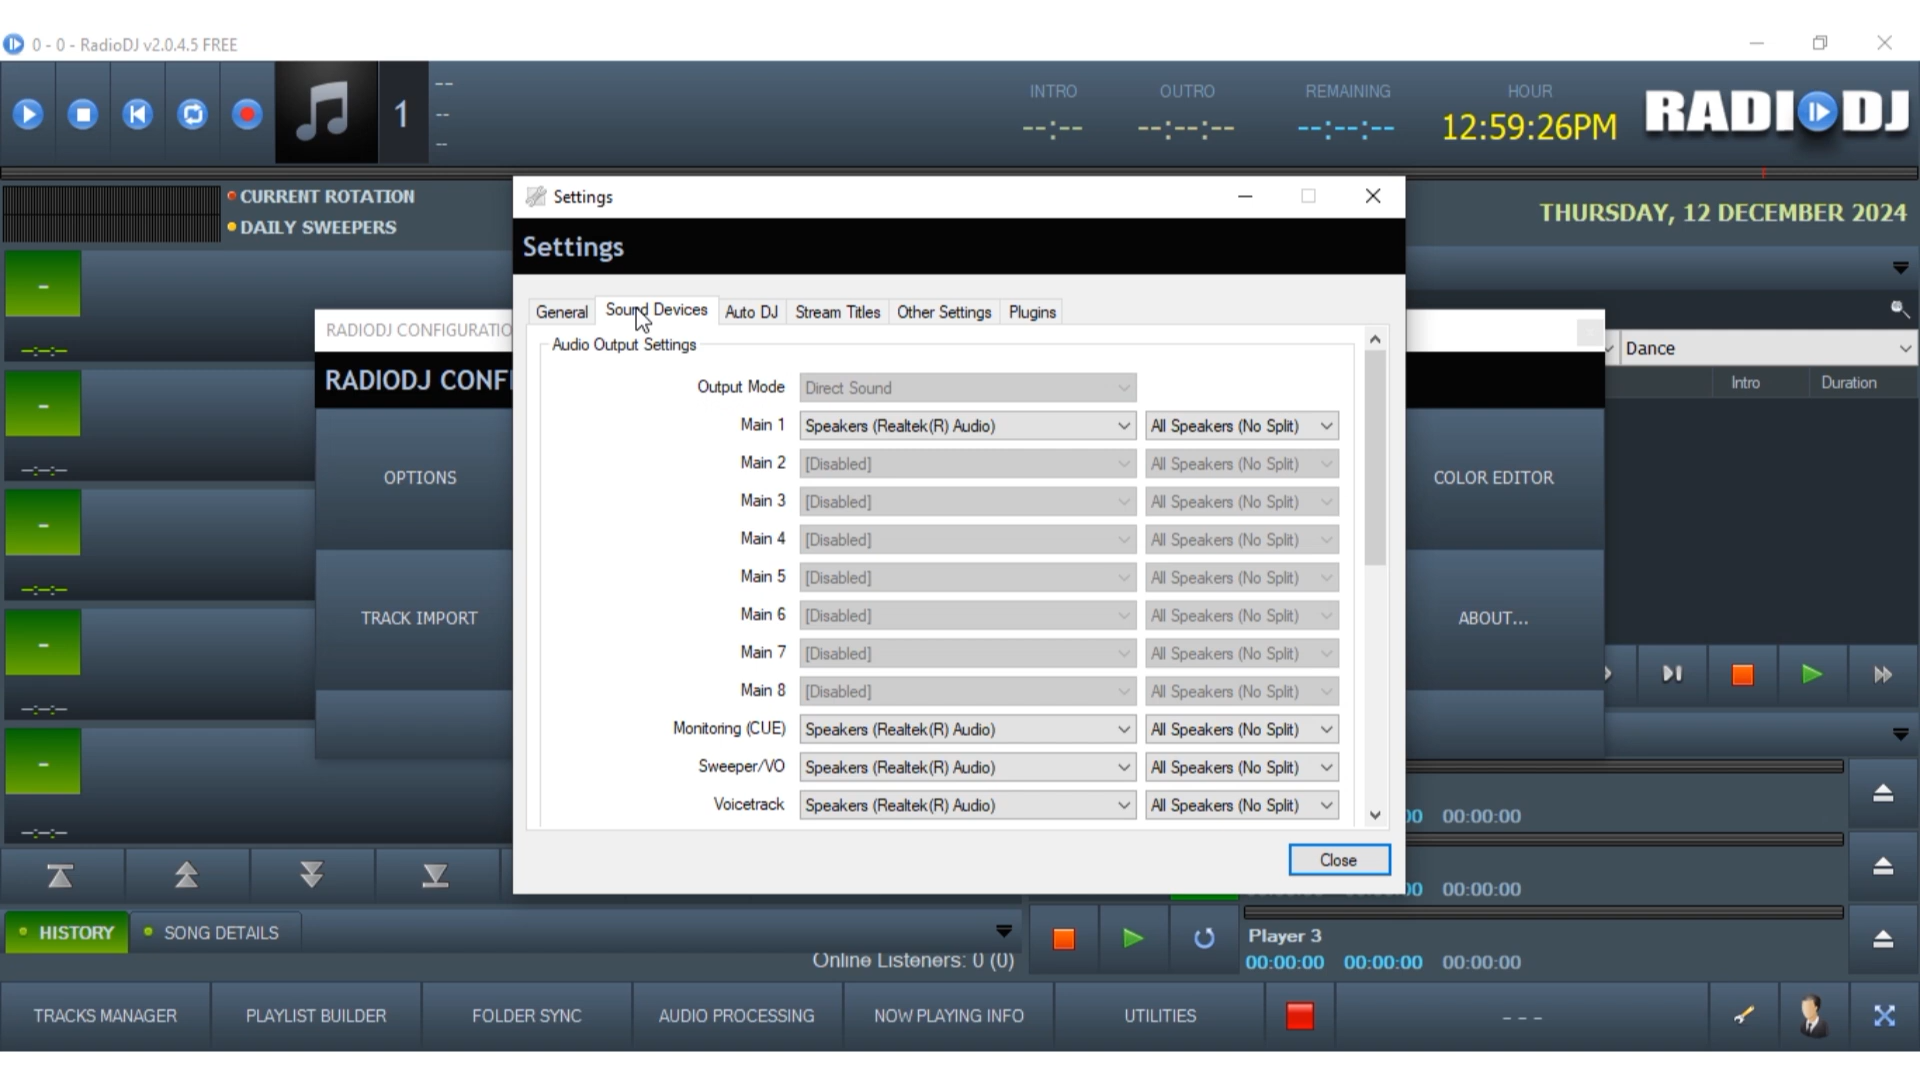 0 - 0 - RadioDJ v2.0.4.5 FREE
1
--
--
--
INTRO
OUTRO
REMAINING
HOUR
--:--
--:--:--
--:--:--
12:59:26PM
RADIODJ
CURRENT ROTATION
DAILY SWEEPERS
THURSDAY, 12 DECEMBER 2024
Settings
Settings
General
Sound Devices
Auto DJ
Stream Titles
Other Settings
Plugins
Audio Output Settings
Output Mode Direct Sound
Main 1 Speakers (Realtek(R) Audio) All Speakers (No Split)
Main 2 [Disabled] All Speakers (No Split)
Main 3 [Disabled] All Speakers (No Split)
Main 4 [Disabled] All Speakers (No Split)
Main 5 [Disabled] All Speakers (No Split)
Main 6 [Disabled] All Speakers (No Split)
Main 7 [Disabled] All Speakers (No Split)
Main 8 [Disabled] All Speakers (No Split)
Monitoring (CUE) Speakers (Realtek(R) Audio) All Speakers (No Split)
Sweeper/VO Speakers (Realtek(R) Audio) All Speakers (No Split)
Voicetrack Speakers (Realtek(R) Audio) All Speakers (No Split)
Close
-
--:--:--
-
--:--:--
-
--:--:--
-
--:--:--
-
--:--:--
RADIODJ CONFIGURATIO
RADIODJ CONF
OPTIONS
TRACK IMPORT
COLOR EDITOR
ABOUT...
Dance
Intro
Duration
00:00:00
00:00:00
Player 3
00:00:00 00:00:00 00:00:00
HISTORY
SONG DETAILS
Online Listeners: 0 (0)
TRACKS MANAGER
PLAYLIST BUILDER
FOLDER SYNC
AUDIO PROCESSING
NOW PLAYING INFO
UTILITIES
- - -